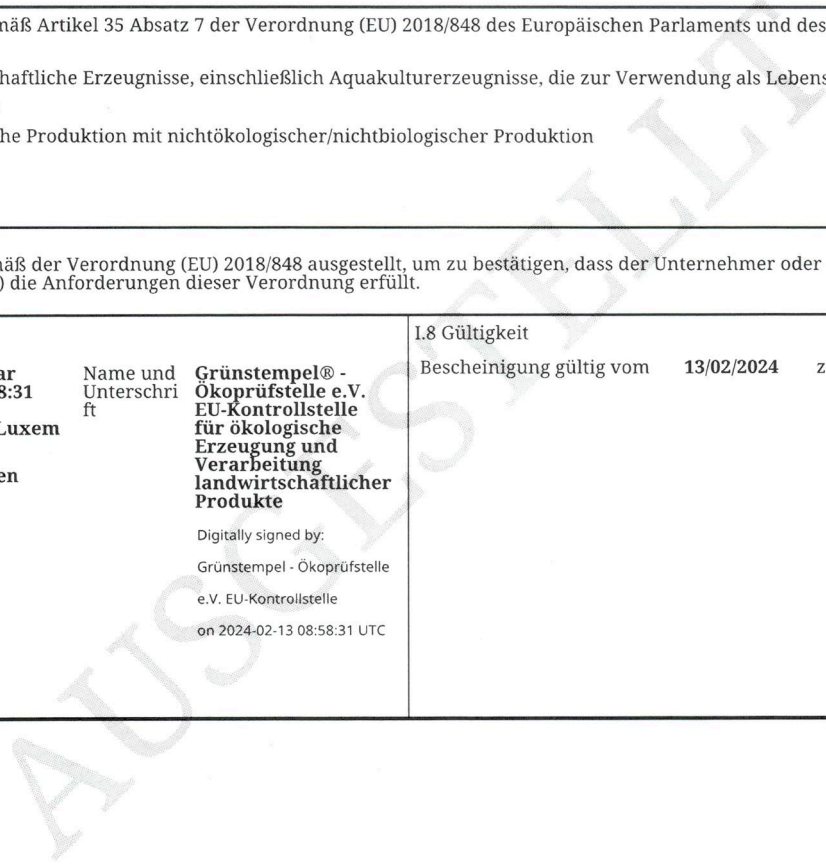 mäß Artikel 35 Absatz 7 der Verordnung (EU) 2018/848 des Europäischen Parlaments und des
haftliche Erzeugnisse, einschließlich Aquakulturerzeugnisse, die zur Verwendung als Lebens
he Produktion mit nichtökologischer/nichtbiologischer Produktion
mäß der Verordnung (EU) 2018/848 ausgestellt, um zu bestätigen, dass der Unternehmer oder
) die Anforderungen dieser Verordnung erfüllt.
ar
8:31
Luxem
en
Name und
Unterschri
ft
Grünstempel® -
Ökoprüfstelle e.V.
EU-Kontrollstelle
für ökologische
Erzeugung und
Verarbeitung
landwirtschaftlicher
Produkte
Digitally signed by:
Grünstempel - Ökoprüfstelle
e.V. EU-Kontrollstelle
on 2024-02-13 08:58:31 UTC
I.8 Gültigkeit
Bescheinigung gültig vom 13/02/2024 z
AUSGESTELLT